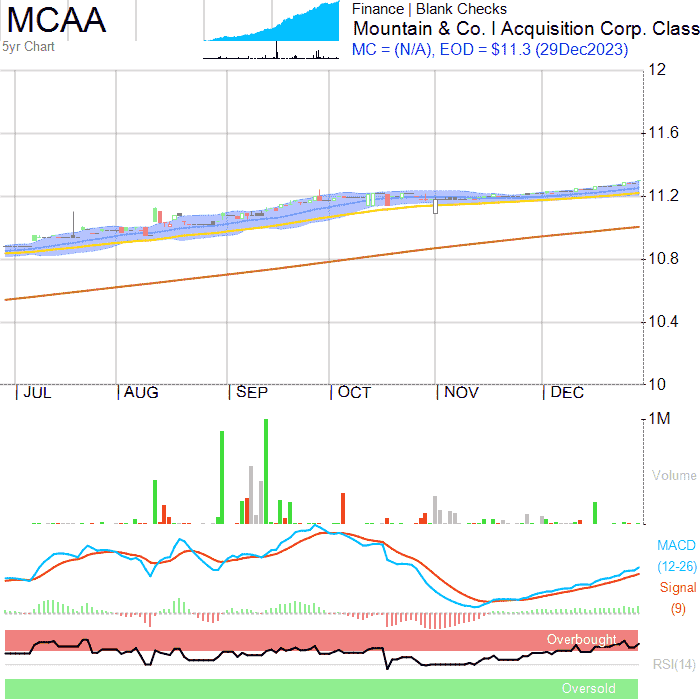 MCAA
5yr Chart
Finance | Blank Checks
Mountain & Co. I Acquisition Corp. Class
MC = (N/A), EOD = $11.3 (29Dec2023)
12
11.6
11.2
10.8
10.4
10
16
|JUL |AUG |SEP |OCT |NOV |DEC
1M
Volume
MACD
(12-26)
Signal
(9)
Overbought
RSI(14)
Oversold